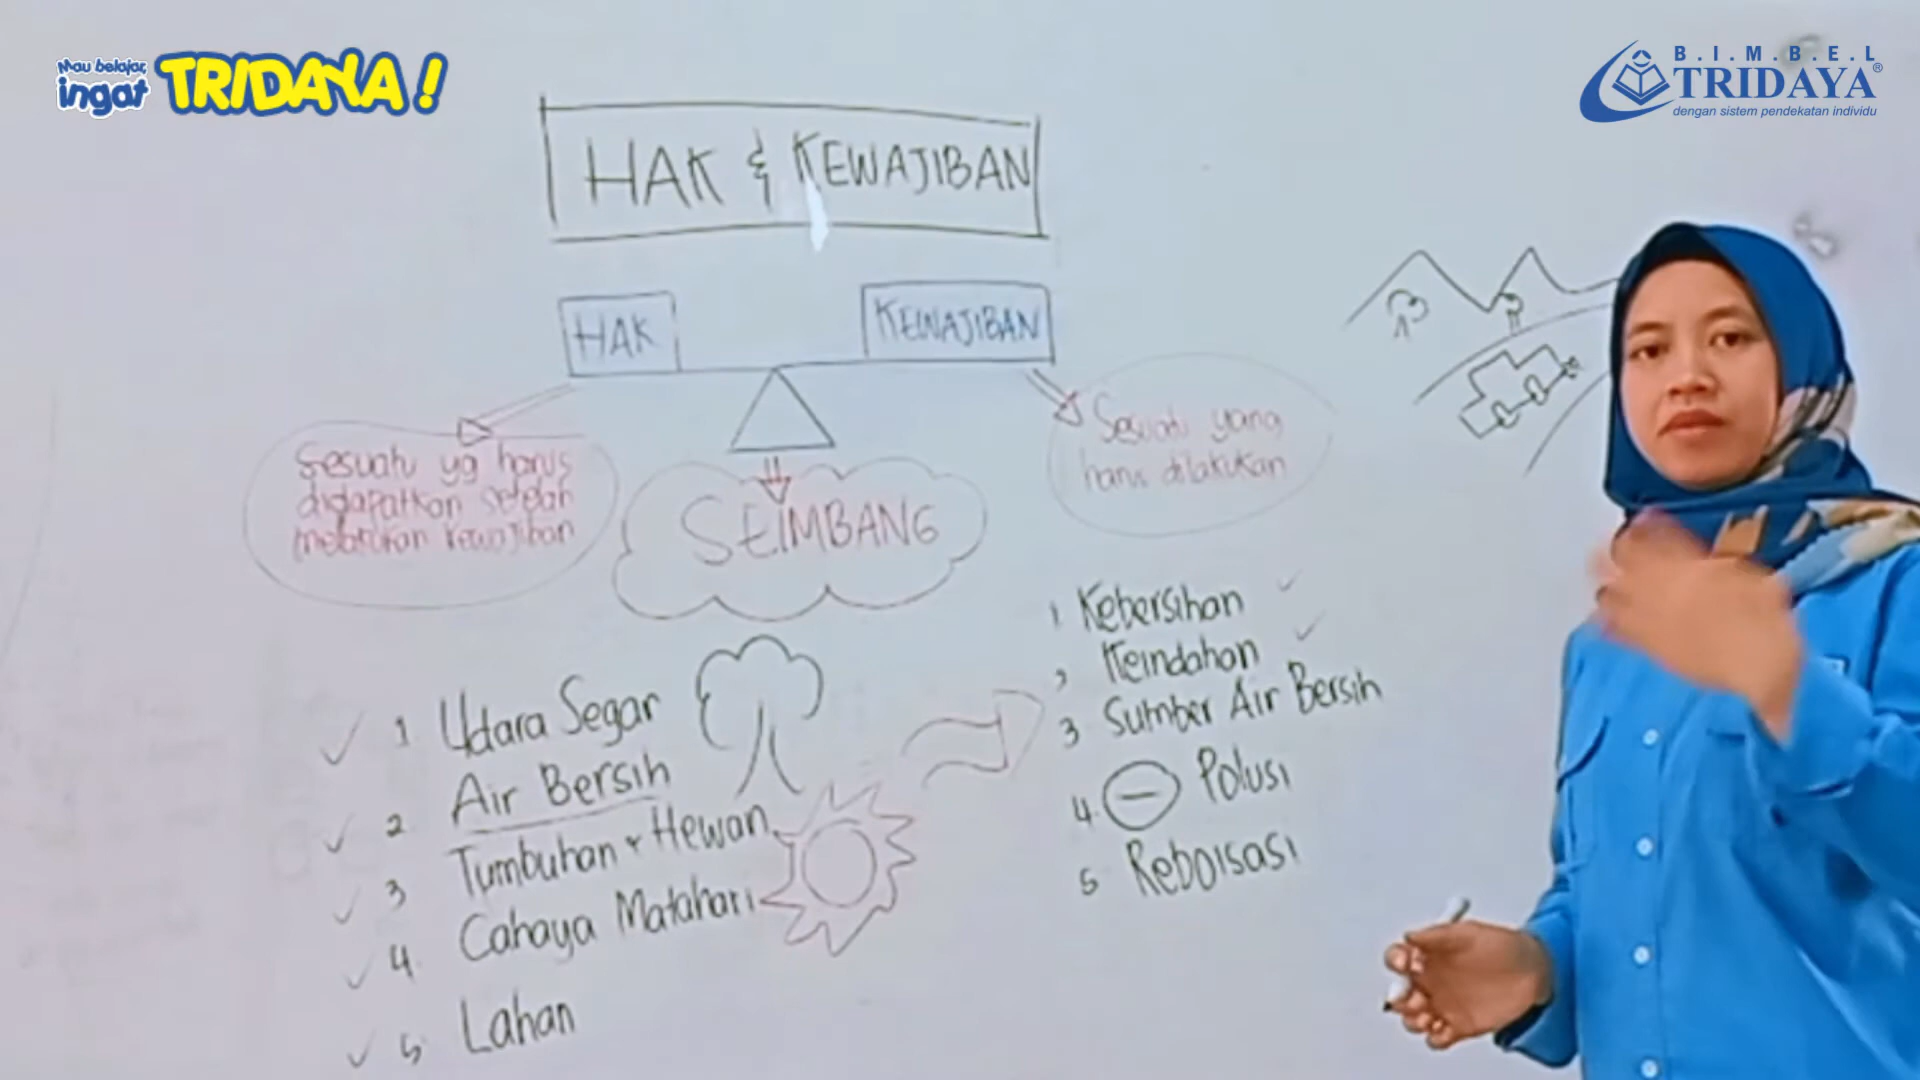 Mau belajar,
ingat TRIDAYA!
B.I.M.B.E.L
TRIDAYA®
dengan sistem pendekatan individu
HAK & KEWAJIBAN
HAK
KEWAJIBAN
Sesuatu yg harus
didapatkan setelah
melakukan kewajiban
SEIMBANG
Sesuatu yang
harus dilakukan
1 Udara Segar
2 Air Bersih
3 Tumbuhan + Hewan
4. Cahaya Matahari
5 Lahan
1 Kebersihan
2 Keindahan
3 Sumber Air Bersih
4. - Polusi
5 Reboisasi